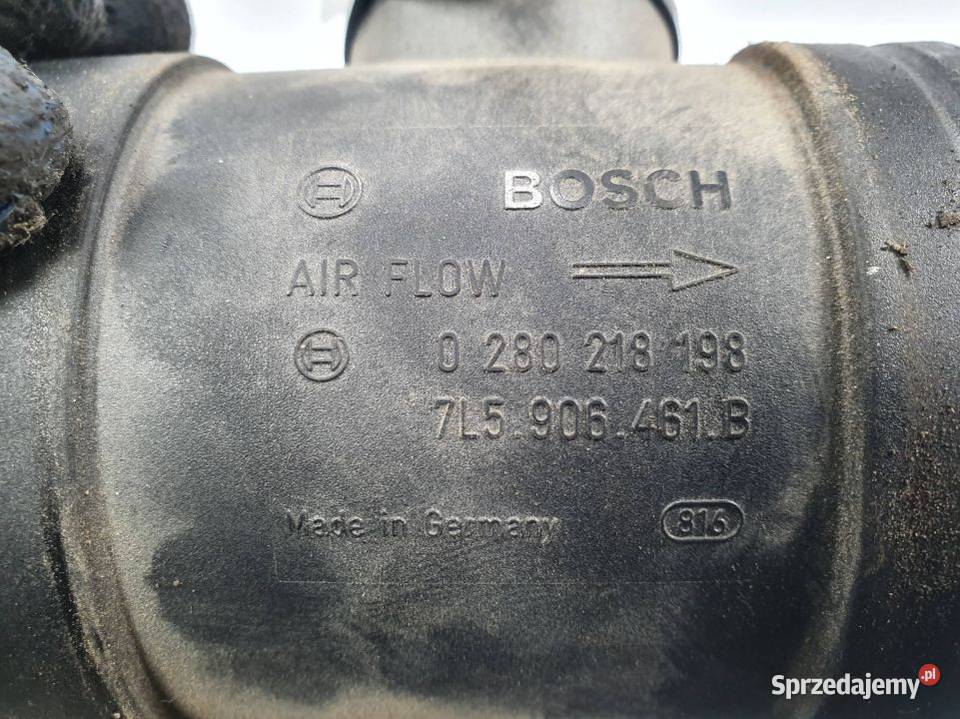 BOSCH
AIR FLOW
0 280 218 198
7L5.906.461.B
Made in Germany 816
Sprzedajemy.pl